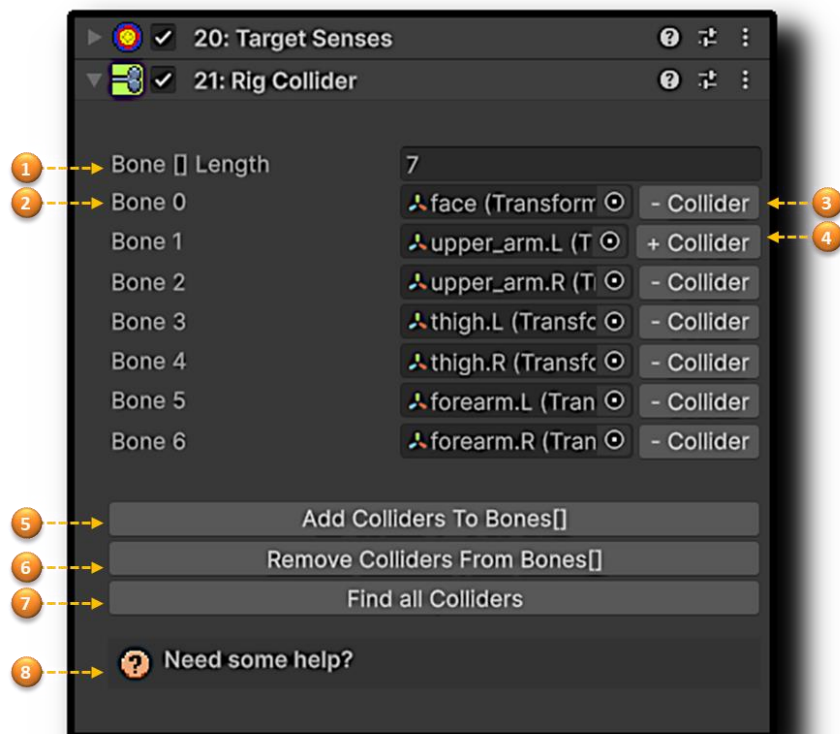 20: Target Senses
21: Rig Collider
1 Bone [] Length 7
2 Bone 0 face (Transform - Collider 3
Bone 1 upper_arm.L (T + Collider 4
Bone 2 upper_arm.R (T - Collider
Bone 3 thigh.L (Transfo - Collider
Bone 4 thigh.R (Transfo - Collider
Bone 5 forearm.L (Tran - Collider
Bone 6 forearm.R (Tran - Collider
5 Add Colliders To Bones[]
6 Remove Colliders From Bones[]
7 Find all Colliders
8 ? Need some help?